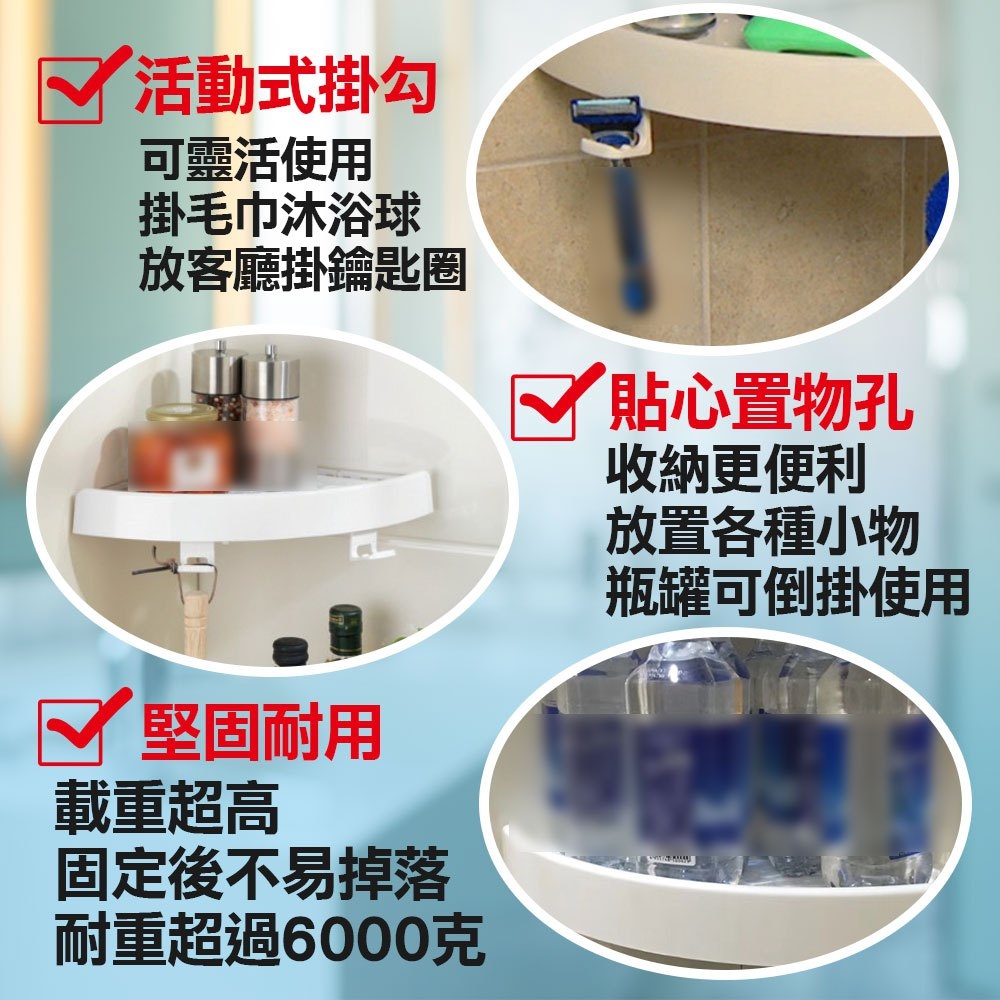 活動式掛勾
可靈活使用
掛毛巾沐浴球
放客廳掛鑰匙圈
貼心置物孔
收納更便利
放置各種小物
瓶罐可倒掛使用
堅固耐用
載重超高
固定後不易掉落
耐重超過6000克